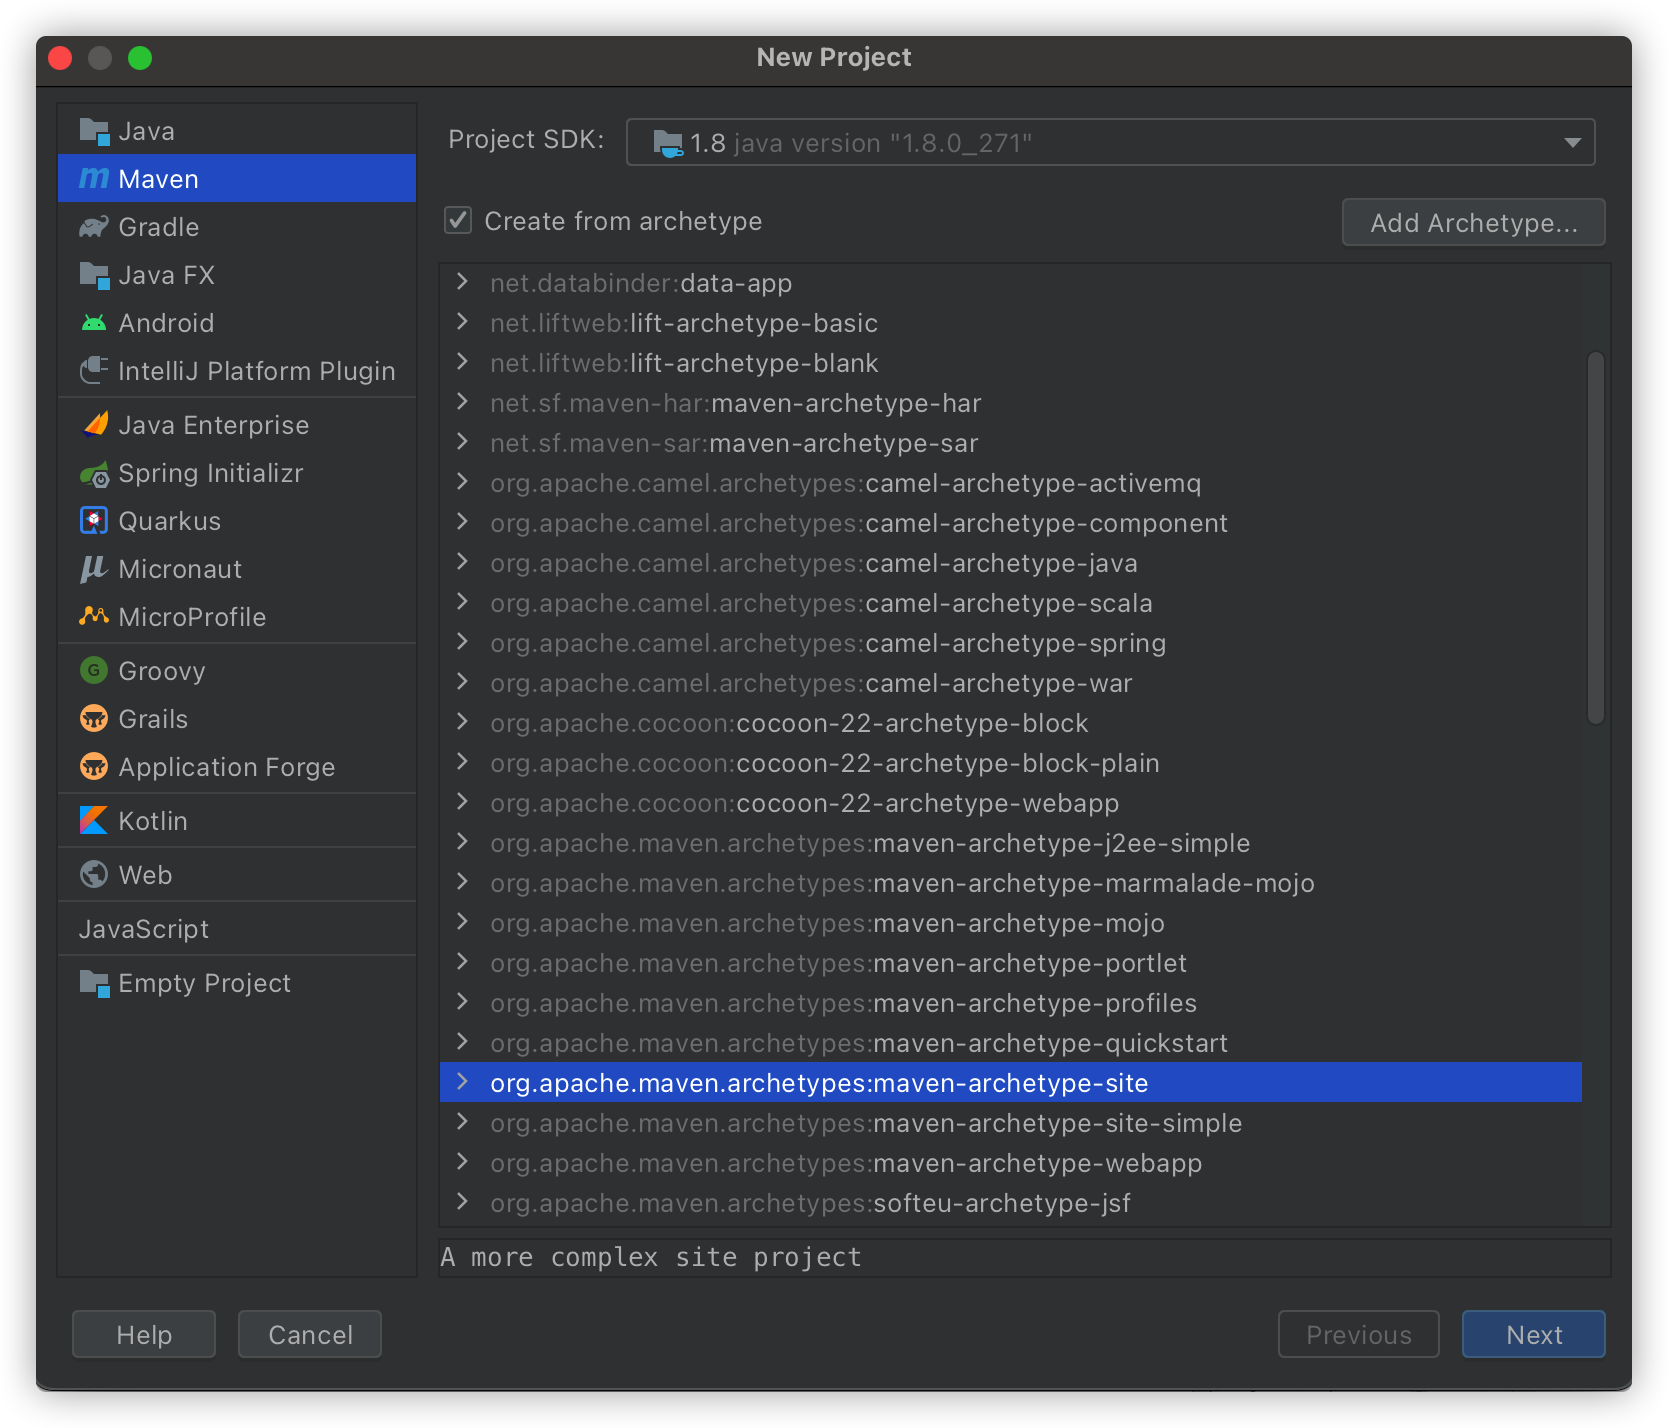 New Project
Java
Maven
Gradle
Java FX
Android
IntelliJ Platform Plugin
Java Enterprise
Spring Initializr
Quarkus
Micronaut
MicroProfile
Groovy
Grails
Application Forge
Kotlin
Web
JavaScript
Empty Project
Project SDK: 1.8 java version "1.8.0_271"
Create from archetype
Add Archetype...
net.databinder:data-app
net.liftweb:lift-archetype-basic
net.liftweb:lift-archetype-blank
net.sf.maven-har:maven-archetype-har
net.sf.maven-sar:maven-archetype-sar
org.apache.camel.archetypes:camel-archetype-activemq
org.apache.camel.archetypes:camel-archetype-component
org.apache.camel.archetypes:camel-archetype-java
org.apache.camel.archetypes:camel-archetype-scala
org.apache.camel.archetypes:camel-archetype-spring
org.apache.camel.archetypes:camel-archetype-war
org.apache.cocoon:cocoon-22-archetype-block
org.apache.cocoon:cocoon-22-archetype-block-plain
org.apache.cocoon:cocoon-22-archetype-webapp
org.apache.maven.archetypes:maven-archetype-j2ee-simple
org.apache.maven.archetypes:maven-archetype-marmalade-mojo
org.apache.maven.archetypes:maven-archetype-mojo
org.apache.maven.archetypes:maven-archetype-portlet
org.apache.maven.archetypes:maven-archetype-profiles
org.apache.maven.archetypes:maven-archetype-quickstart
org.apache.maven.archetypes:maven-archetype-site
org.apache.maven.archetypes:maven-archetype-site-simple
org.apache.maven.archetypes:maven-archetype-webapp
org.apache.maven.archetypes:softeu-archetype-jsf
A more complex site project
Help
Cancel
Previous
Next